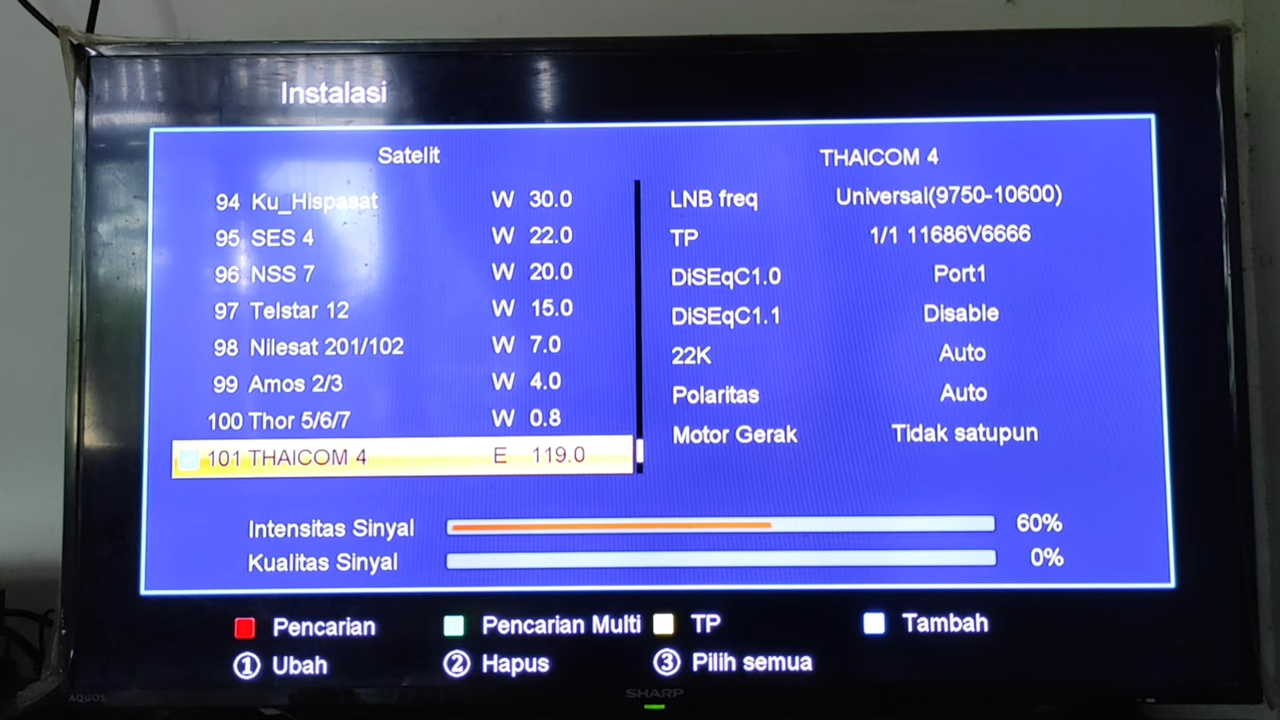 Instalasi
Satelit
94 Ku_Hispasat W 30.0
95 SES 4 W 22.0
96 NSS 7 W 20.0
97 Telstar 12 W 15.0
98 Nilesat 201/102 W 7.0
99 Amos 2/3 W 4.0
100 Thor 5/6/7 W 0.8
101 THAICOM 4 E 119.0
THAICOM 4
LNB freq Universal(9750-10600)
TP 1/1 11686V6666
DiSEqC1.0 Port1
DiSEqC1.1 Disable
22K Auto
Polaritas Auto
Motor Gerak Tidak satupun
Intensitas Sinyal 60%
Kualitas Sinyal 0%
Pencarian Pencarian Multi TP Tambah
① Ubah ② Hapus ③ Pilih semua
AQUOS
SHARP